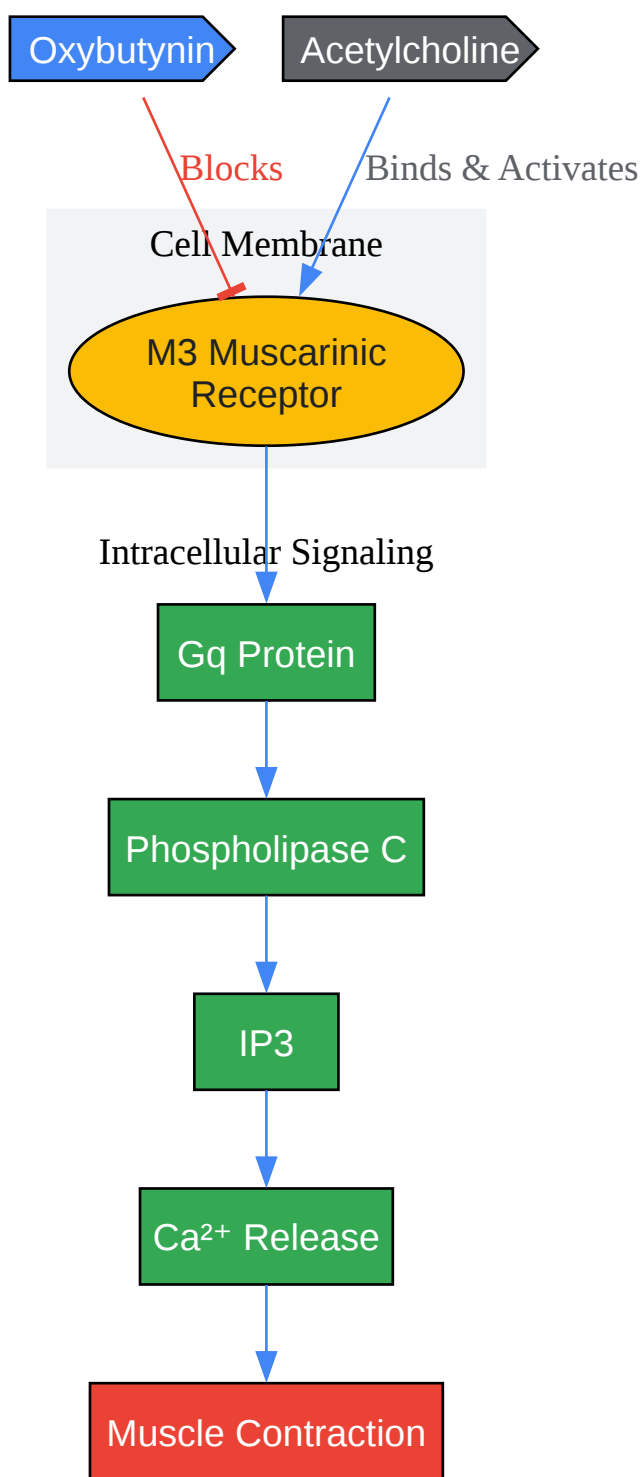 Oxybutynin
Acetylcholine
Blocks
Binds & Activates
Cell Membrane
M3 Muscarinic
Receptor
Intracellular Signaling
Gq Protein
Phospholipase C
IP3
Ca²⁺ Release
Muscle Contraction